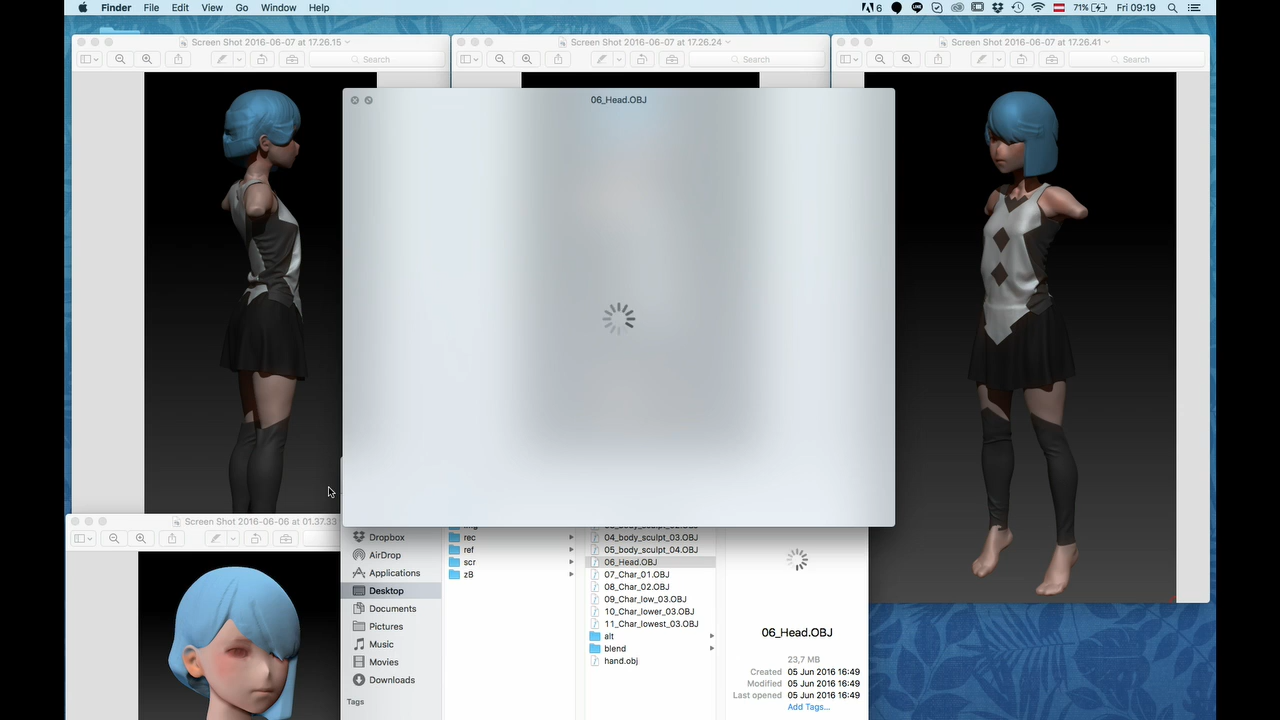 Finder File Edit View Go Window Help
6 71% Fri 09:19
Screen Shot 2016-06-07 at 17.26.15
Screen Shot 2016-06-07 at 17.26.24
Screen Shot 2016-06-07 at 17.26.41
Search
Search
Search
06_Head.OBJ
Screen Shot 2016-06-06 at 01.37.33
Dropbox
AirDrop
Applications
Desktop
Documents
Pictures
Music
Movies
Downloads
Tags
rec
ref
scr
zB
04_body_sculpt_03.OBJ
05_body_sculpt_04.OBJ
06_Head.OBJ
07_Char_01.OBJ
08_Char_02.OBJ
09_Char_low_03.OBJ
10_Char_lower_03.OBJ
11_Char_lowest_03.OBJ
alt
blend
hand.obj
06_Head.OBJ
23,7 MB
Created 05 Jun 2016 16:49
Modified 05 Jun 2016 16:49
Last opened 05 Jun 2016 16:49
Add Tags...